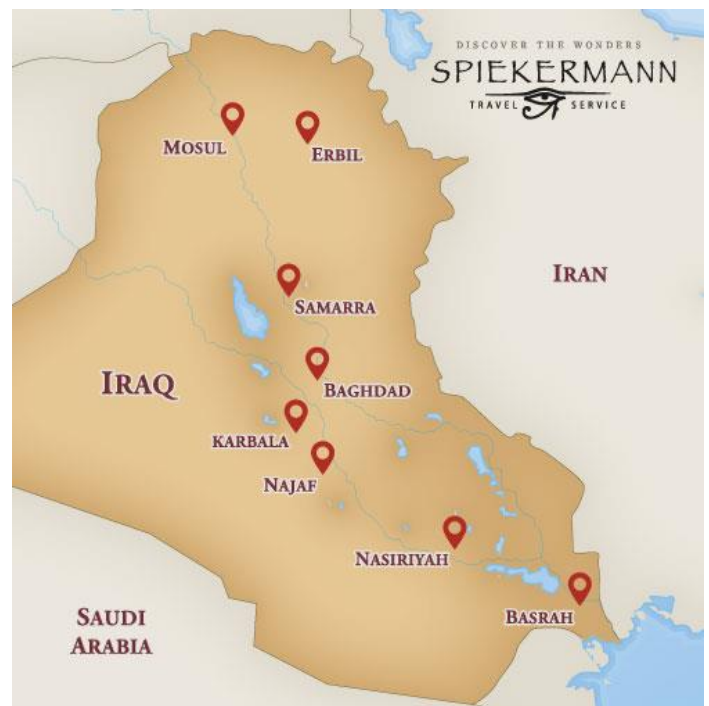 DISCOVER THE WONDERS
SPIEKERMANN
TRAVEL SERVICE
MOSUL
ERBIL
IRAN
SAMARRA
IRAQ
BAGHDAD
KARBALA
NAJAF
NASIRIYAH
BASRAH
SAUDI
ARABIA